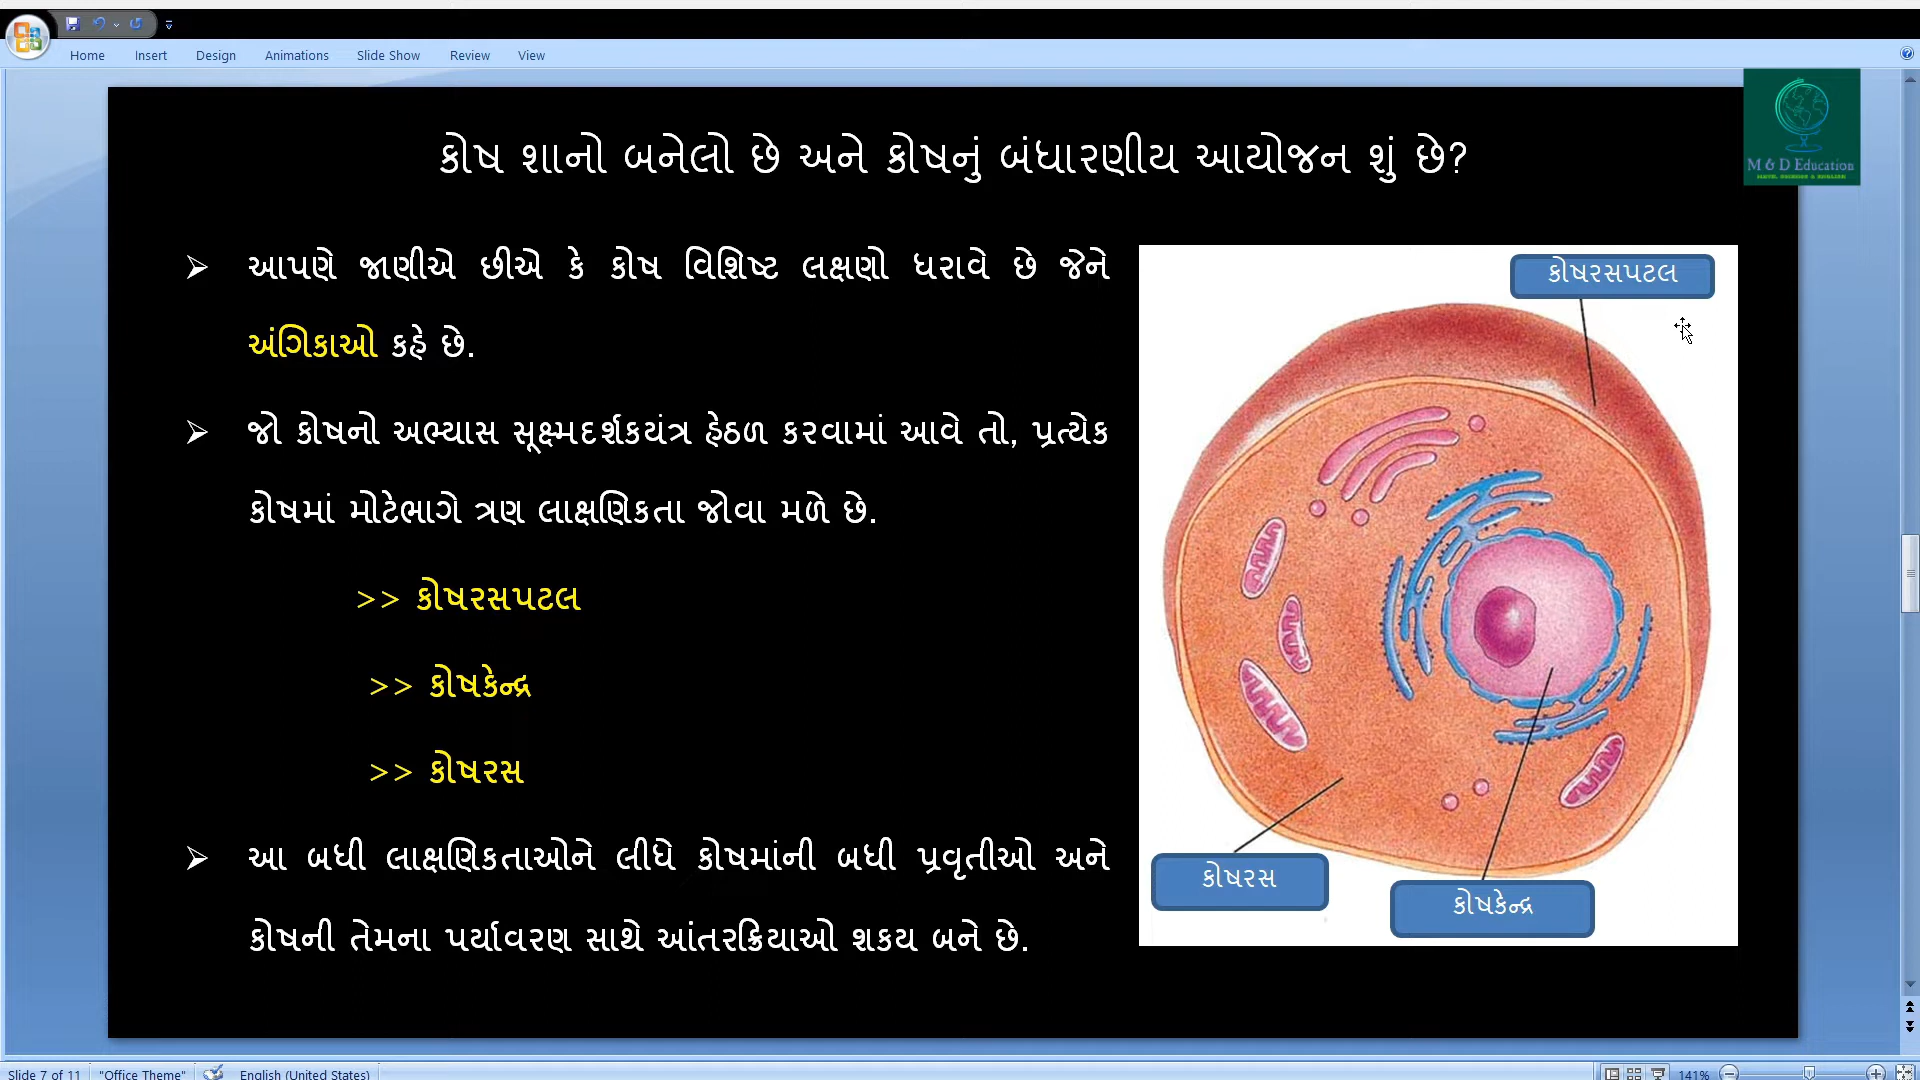 Home Insert Design Animations Slide Show Review View
M & D Education
MATH, SCIENCE & ENGLISH
કોષ શાનો બનેલો છે અને કોષનું બંધારણીય આયોજન શું છે?
➢ આપણે જાણીએ છીએ કે કોષ વિશિષ્ટ લક્ષણો ધરાવે છે જેને
અંગિકાઓ કહે છે.
➢ જો કોષનો અભ્યાસ સૂક્ષ્મદર્શકયંત્ર હેઠળ કરવામાં આવે તો, પ્રત્યેક
કોષમાં મોટેભાગે ત્રણ લાક્ષણિકતા જોવા મળે છે.
>> કોષરસપટલ
>> કોષકેન્દ્ર
>> કોષરસ
➢ આ બધી લાક્ષણિકતાઓને લીધે કોષમાંની બધી પ્રવૃતીઓ અને
કોષની તેમના પર્યાવરણ સાથે આંતરક્રિયાઓ શકય બને છે.
કોષરસપટલ
કોષરસ
કોષકેન્દ્ર
Slide 7 of 11 "Office Theme" English (United States) 141%